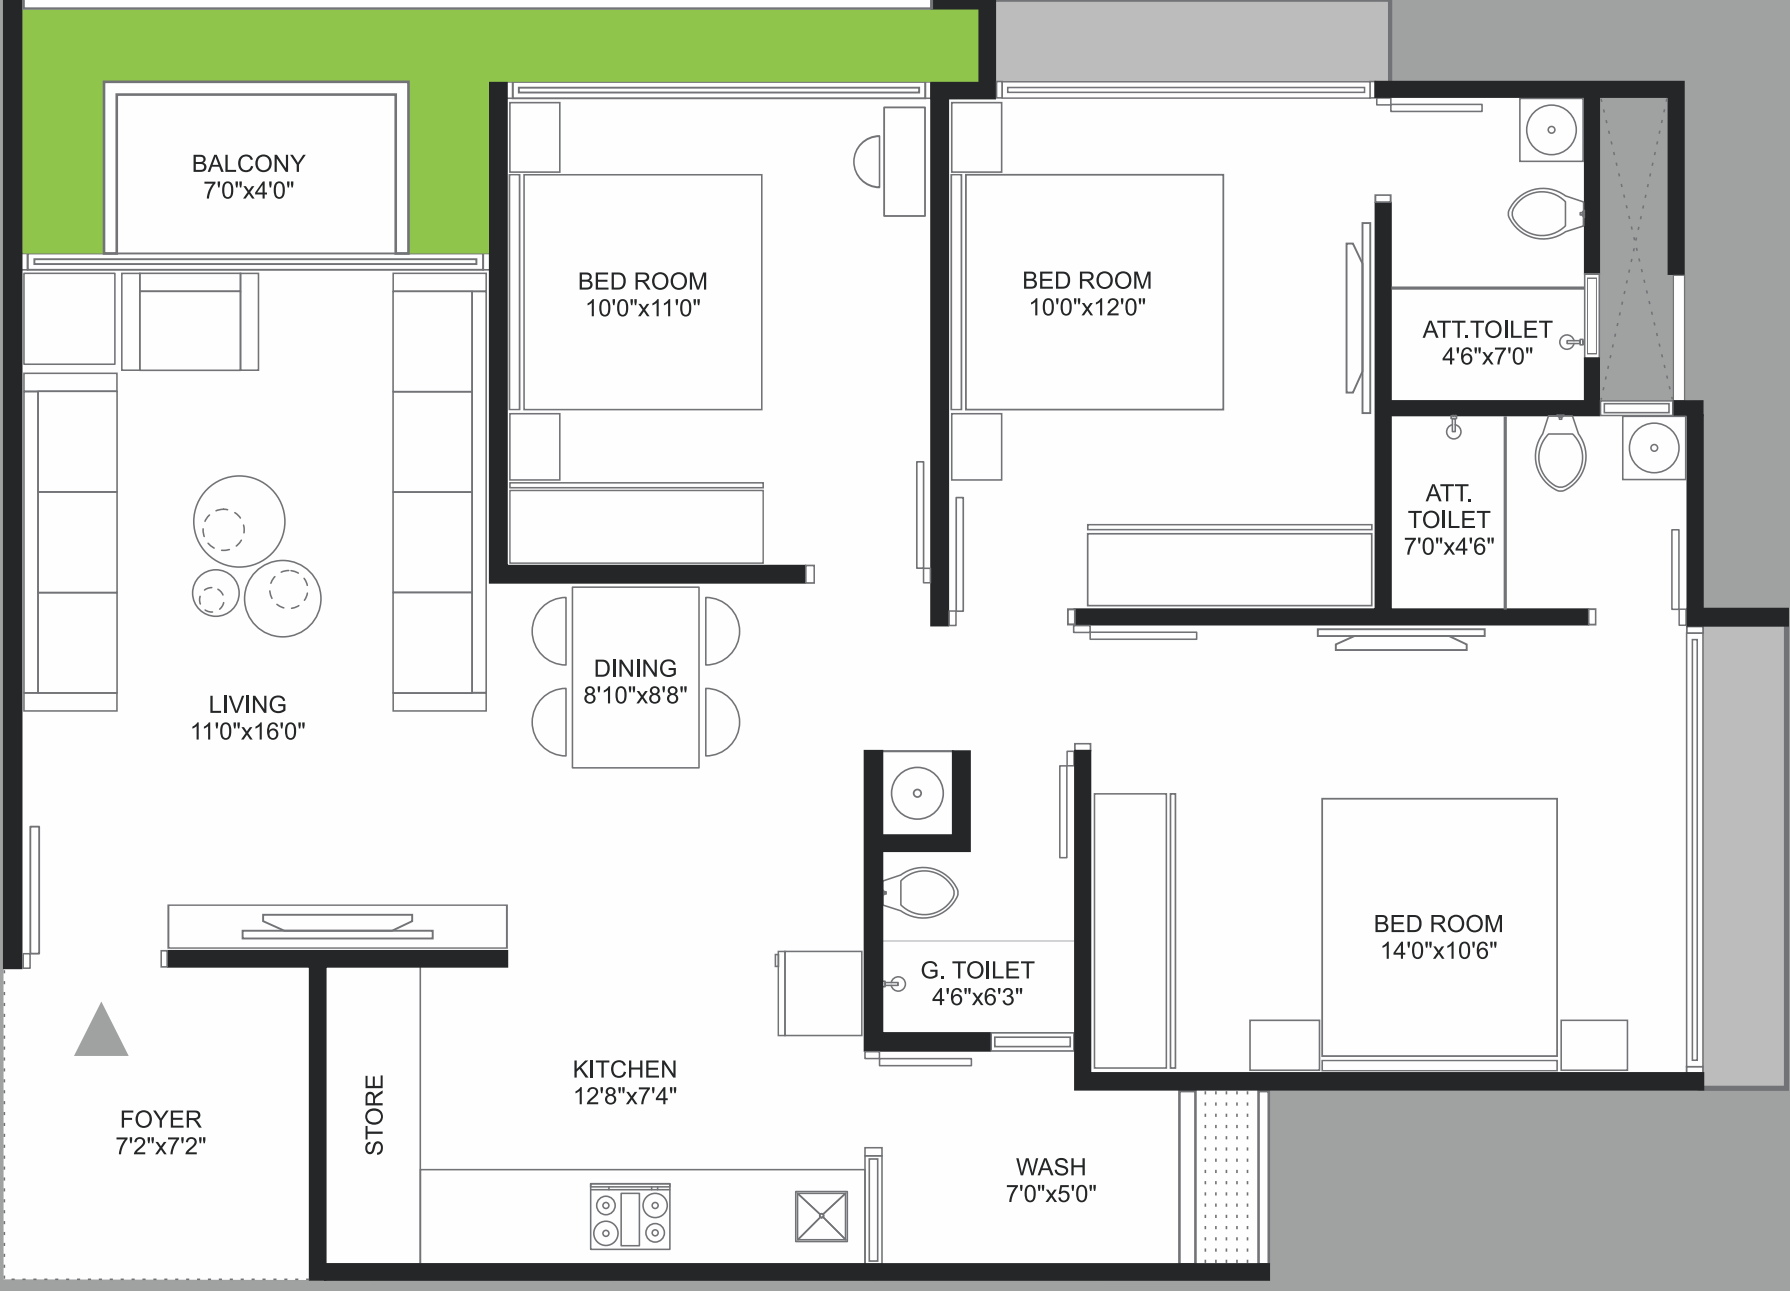 BALCONY
7'0"x4'0"
BED ROOM
10'0"x11'0"
BED ROOM
10'0"x12'0"
ATT.TOILET
4'6"x7'0"
ATT.
TOILET
7'0"x4'6"
LIVING
11'0"x16'0"
DINING
8'10"x8'8"
BED ROOM
14'0"x10'6"
G. TOILET
4'6"x6'3"
KITCHEN
12'8"x7'4"
STORE
FOYER
7'2"x7'2"
WASH
7'0"x5'0"